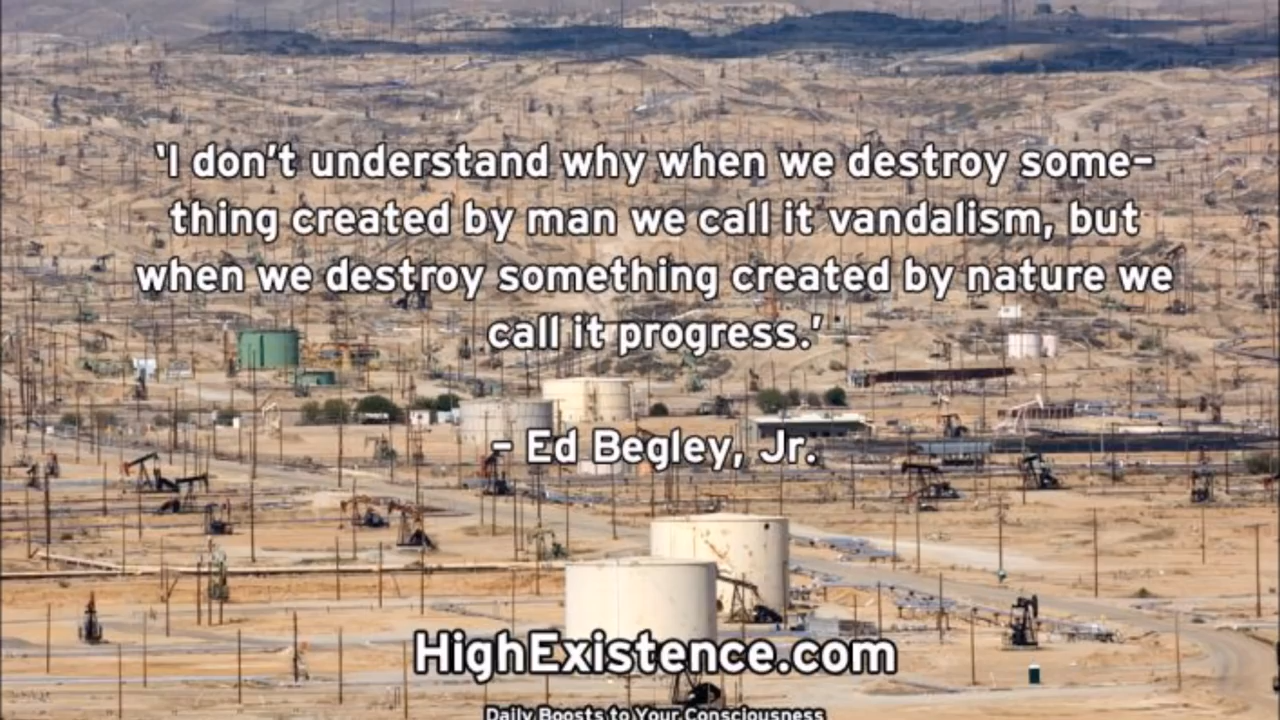 ‘I don’t understand why when we destroy some-
thing created by man we call it vandalism, but
when we destroy something created by nature we
call it progress.’
- Ed Begley, Jr.
HighExistence.com
Daily Boosts to Your Consciousness